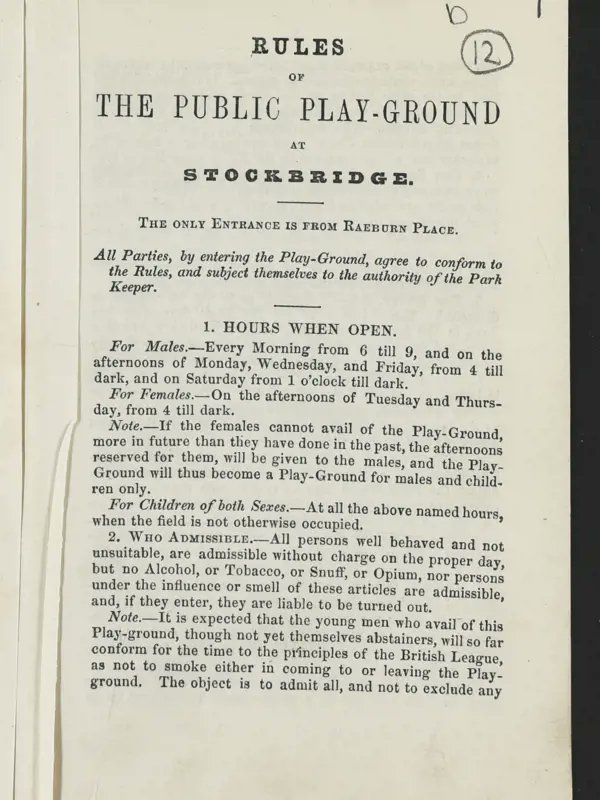 b
12
RULES
OF
THE PUBLIC PLAY-GROUND
AT
STOCKBRIDGE.
THE ONLY ENTRANCE IS FROM RAEBURN PLACE.
All Parties, by entering the Play-Ground, agree to conform to
the Rules, and subject themselves to the authority of the Park
Keeper.
1. HOURS WHEN OPEN.
For Males.—Every Morning from 6 till 9, and on the
afternoons of Monday, Wednesday, and Friday, from 4 till
dark, and on Saturday from 1 o'clock till dark.
For Females.—On the afternoons of Tuesday and Thurs-
day, from 4 till dark.
Note.—If the females cannot avail of the Play-Ground,
more in future than they have done in the past, the afternoons
reserved for them, will be given to the males, and the Play-
Ground will thus become a Play-Ground for males and child-
ren only.
For Children of both Sexes.—At all the above named hours,
when the field is not otherwise occupied.
2. WHO ADMISSIBLE.—All persons well behaved and not
unsuitable, are admissible without charge on the proper day,
but no Alcohol, or Tobacco, or Snuff, or Opium, nor persons
under the influence or smell of these articles are admissible,
and, if they enter, they are liable to be turned out.
Note.—It is expected that the young men who avail of this
Play-ground, though not yet themselves abstainers, will so far
conform for the time to the principles of the British League,
as not to smoke either in coming to or leaving the Play-
ground. The object is to admit all, and not to exclude any